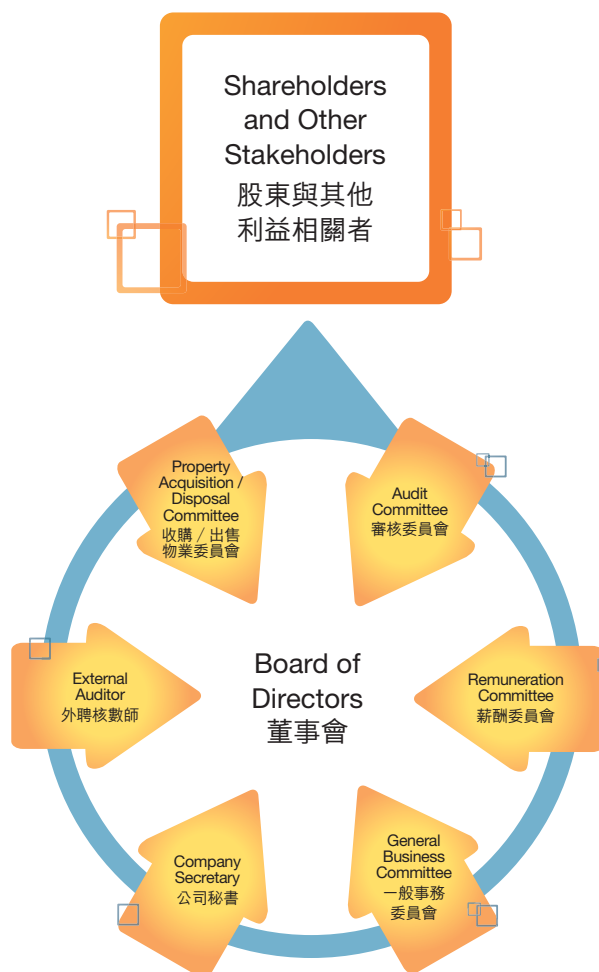 Shareholders
and Other
Stakeholders
股東與其他
利益相關者
Property
Acquisition /
Disposal
Committee
收購／出售
物業委員會
Audit
Committee
審核委員會
External
Auditor
外聘核數師
Board of
Directors
董事會
Remuneration
Committee
薪酬委員會
Company
Secretary
公司秘書
General
Business
Committee
一般事務
委員會